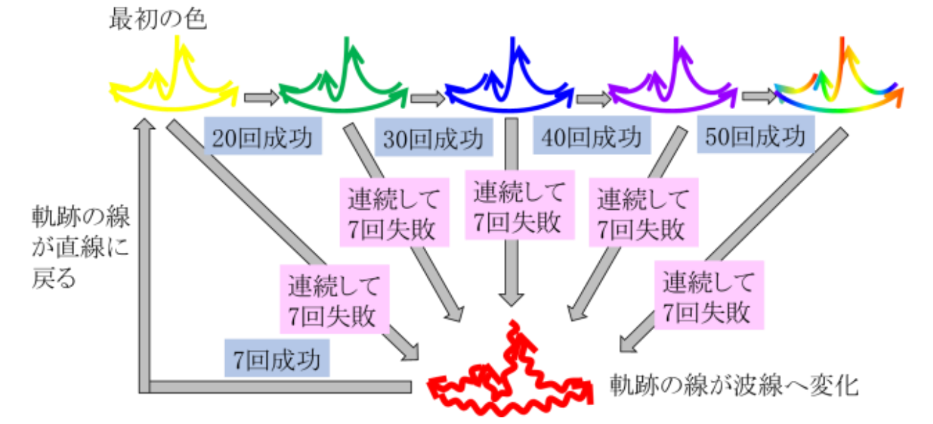 最初の色
20回成功
30回成功
40回成功
50回成功
連続して
7回失敗
連続して
7回失敗
連続して
7回失敗
軌跡の線
が直線に
戻る
連続して
7回失敗
連続して
7回失敗
7回成功
軌跡の線が波線へ変化